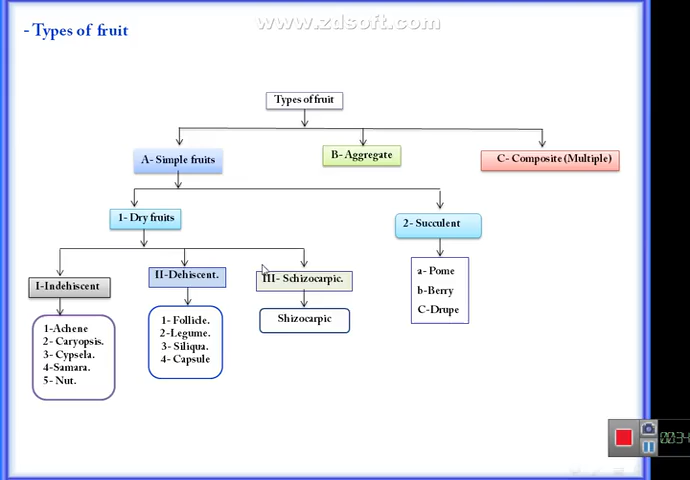 www.zdsoft.com
- Types of fruit
Types of fruit
A- Simple fruits
B- Aggregate
C- Composite (Multiple)
1- Dry fruits
2- Succulent
I-Indehiscent
II-Dehiscent.
III- Schizocarpic.
a- Pome
b-Berry
C-Drupe
1-Achene
2- Caryopsis.
3- Cypsela.
4-Samara.
5- Nut.
1- Follicle.
2-Legume.
3- Siliqua.
4- Capsule
Shizocarpic